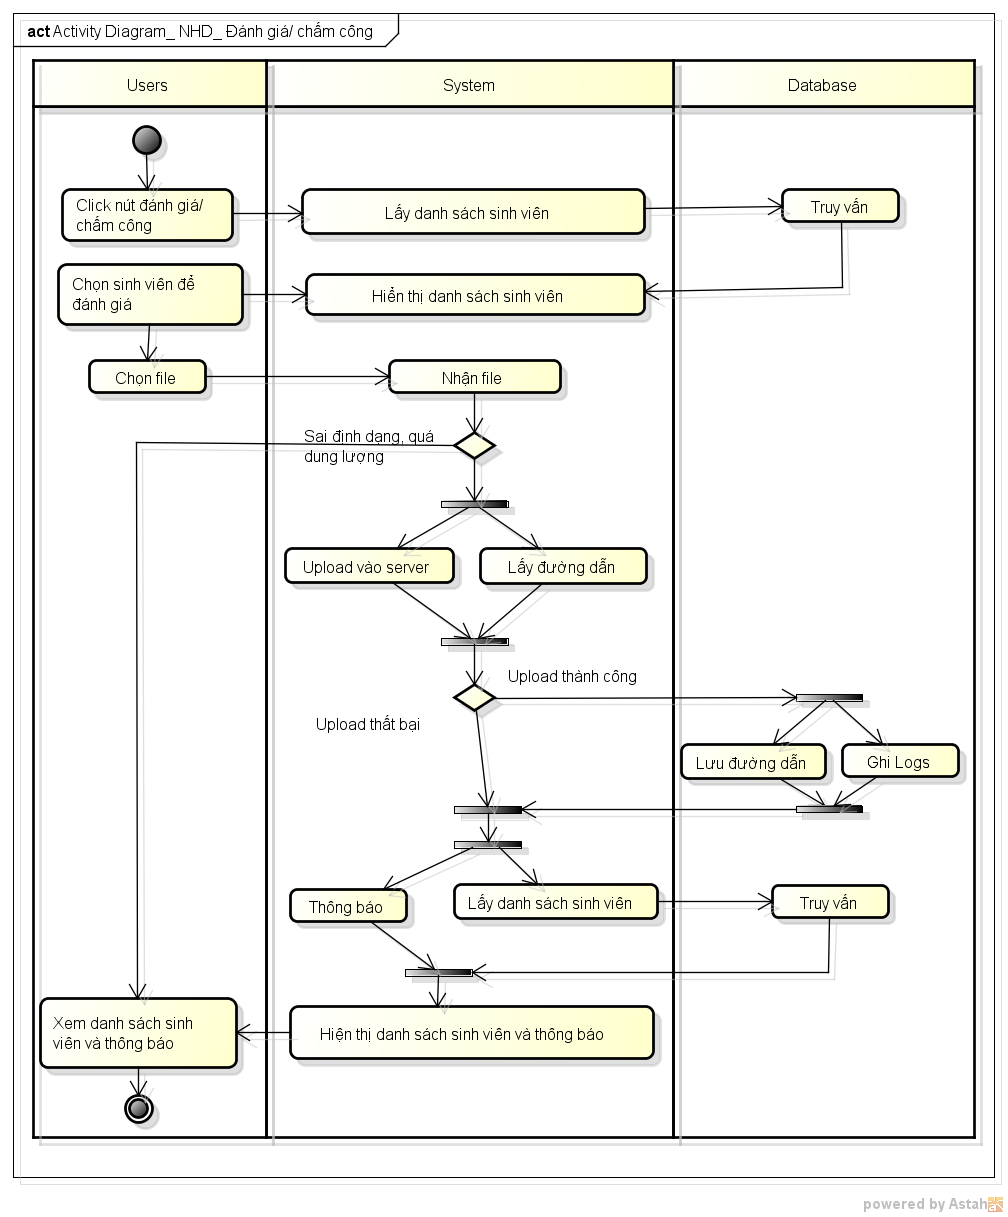 act Activity Diagram_ NHD_ Đánh giá/ chấm công
Users
System
Database
Click nút đánh giá/
chấm công
Lấy danh sách sinh viên
Truy vấn
Chọn sinh viên để
đánh giá
Hiển thị danh sách sinh viên
Chọn file
Nhận file
Sai định dạng, quá
dung lượng
Upload vào server
Lấy đường dẫn
Upload thành công
Upload thất bại
Lưu đường dẫn
Ghi Logs
Thông báo
Lấy danh sách sinh viên
Truy vấn
Xem danh sách sinh
viên và thông báo
Hiện thị danh sách sinh viên và thông báo
powered by Astah